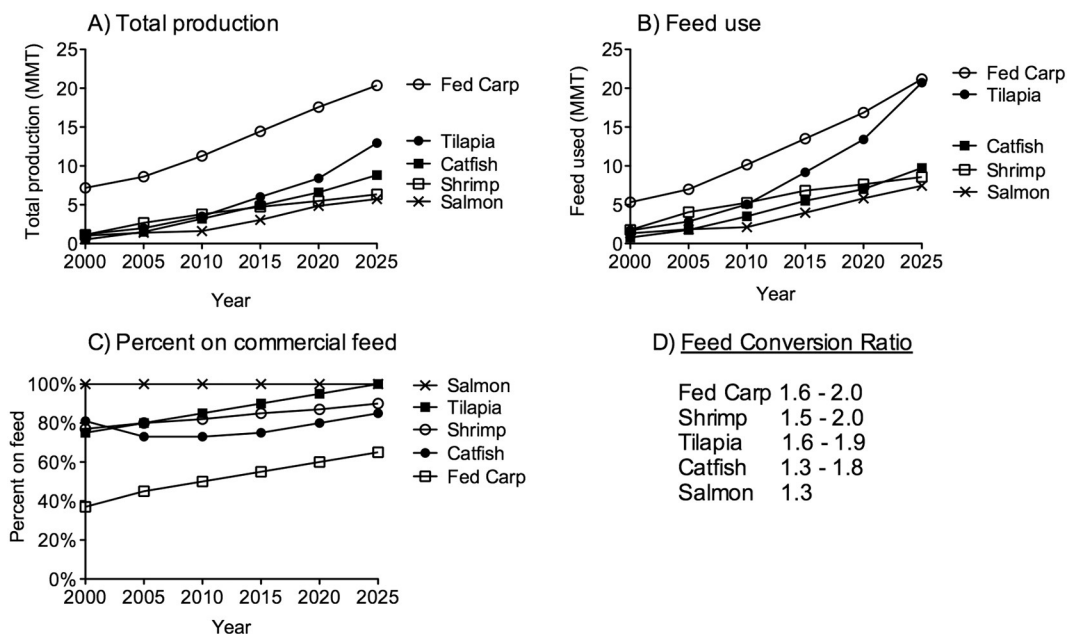 A) Total production
Total production (MMT)
25
20
15
10
5
0
2000 2005 2010 2015 2020 2025
Year
Fed Carp
Tilapia
Catfish
Shrimp
Salmon
B) Feed use
Feed used (MMT)
25
20
15
10
5
0
2000 2005 2010 2015 2020 2025
Year
Fed Carp
Tilapia
Catfish
Shrimp
Salmon
C) Percent on commercial feed
Percent on feed
100%
80%
60%
40%
20%
0%
2000 2005 2010 2015 2020 2025
Year
Salmon
Tilapia
Shrimp
Catfish
Fed Carp
D) Feed Conversion Ratio
Fed Carp 1.6 - 2.0
Shrimp 1.5 - 2.0
Tilapia 1.6 - 1.9
Catfish 1.3 - 1.8
Salmon 1.3